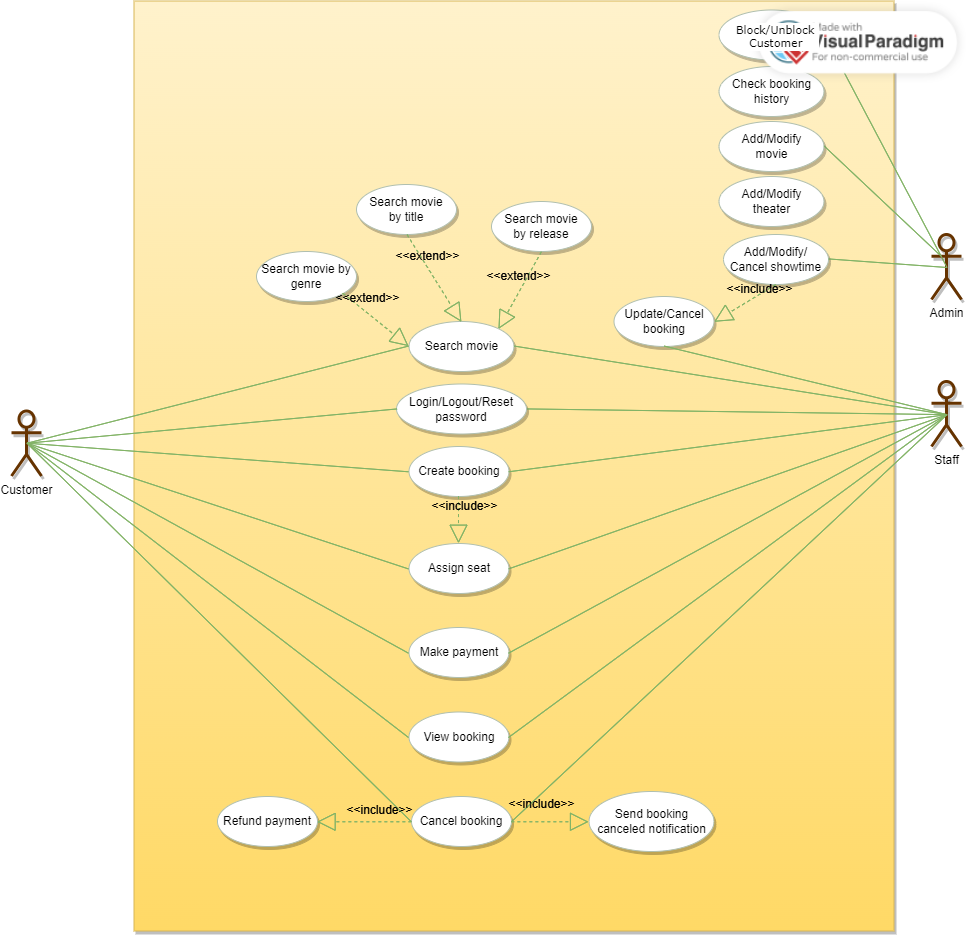 Block/Unblock
Customer
Made with
Visual Paradigm
For non-commercial use
Check booking
history
Add/Modify
movie
Add/Modify
theater
Search movie
by title
Search movie
by release
<<extend>>
<<extend>>
Add/Modify/
Cancel showtime
Search movie by
genre
<<extend>>
<<include>>
Update/Cancel
booking
Admin
Search movie
Login/Logout/Reset
password
Staff
Customer
Create booking
<<include>>
Assign seat
Make payment
View booking
Refund payment
<<include>>
Cancel booking
<<include>>
Send booking
canceled notification